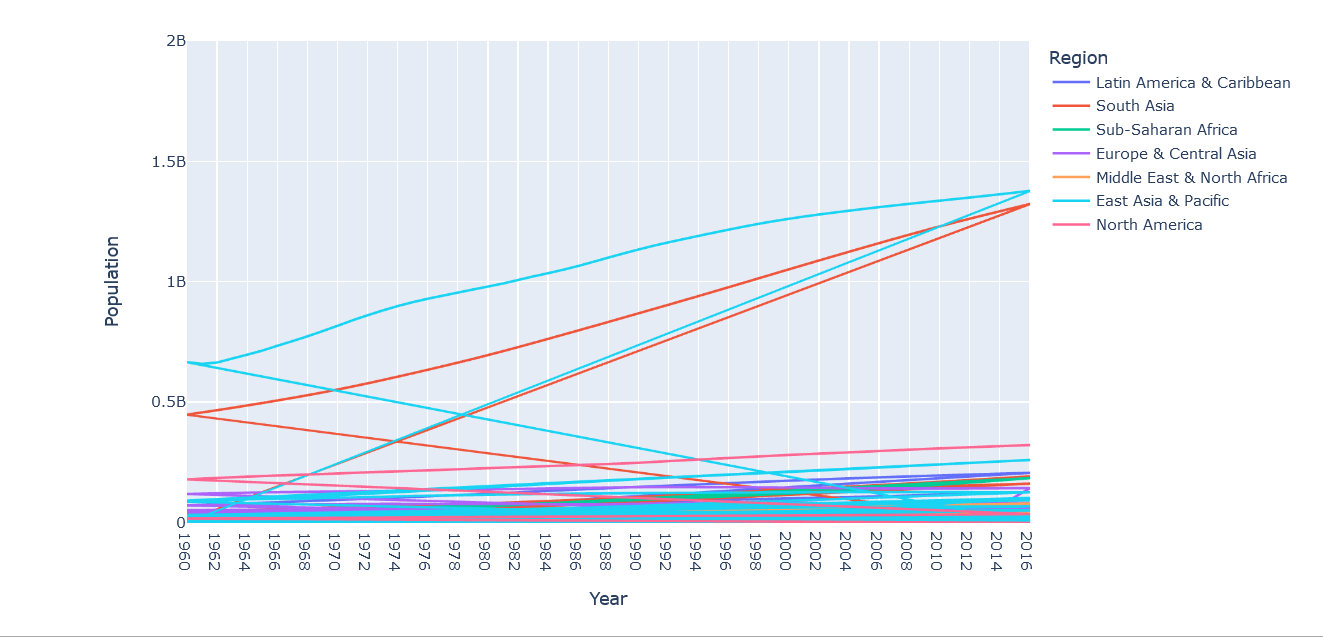 2B
1.5B
1B
0.5B
0
Population
1960
1962
1964
1966
1968
1970
1972
1974
1976
1978
1980
1982
1984
1986
1988
1990
1992
1994
1996
1998
2000
2002
2004
2006
2008
2010
2012
2014
2016
Year
Region
Latin America & Caribbean
South Asia
Sub-Saharan Africa
Europe & Central Asia
Middle East & North Africa
East Asia & Pacific
North America